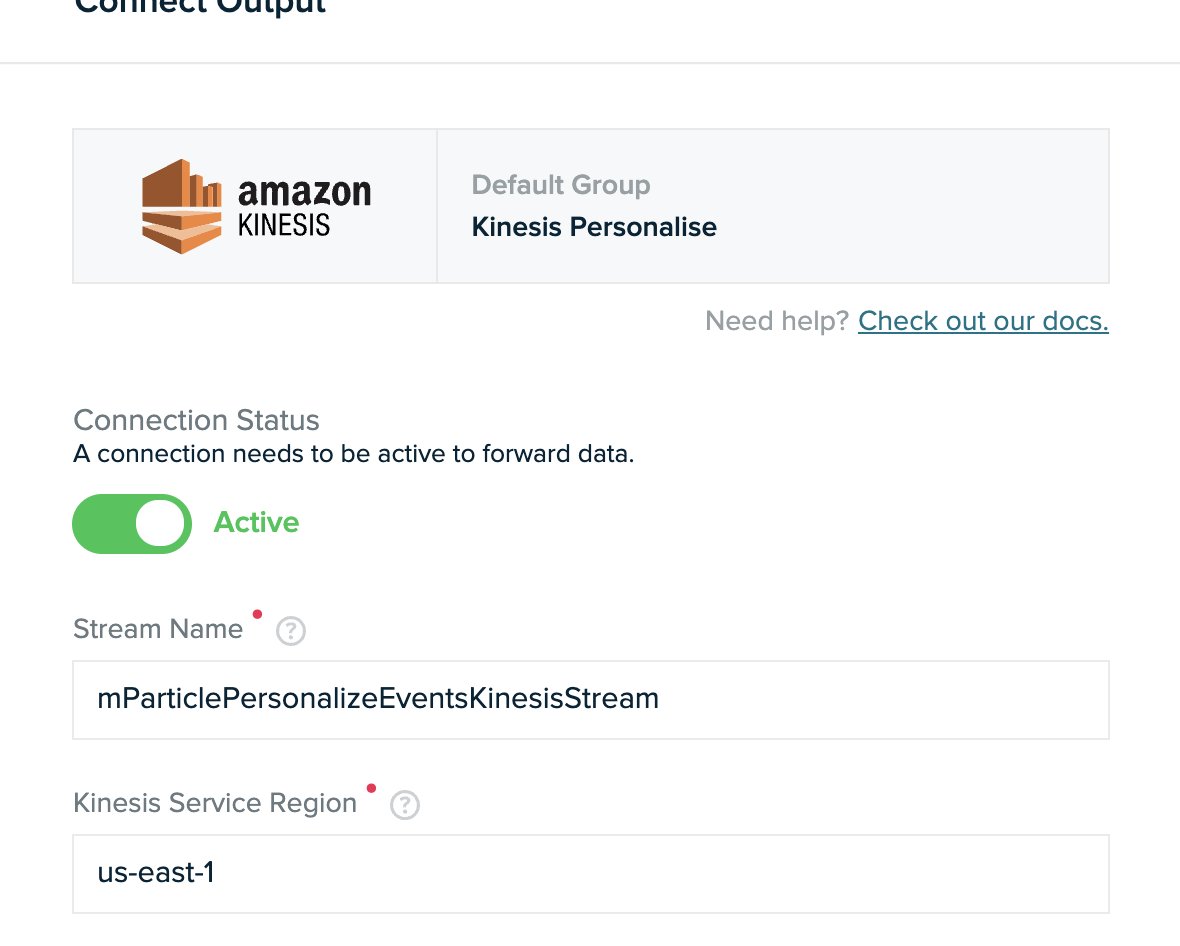 Connect Output
amazon
KINESIS
Default Group
Kinesis Personalise
Need help? Check out our docs.
Connection Status
A connection needs to be active to forward data.
Active
Stream Name
?
mParticlePersonalizeEventsKinesisStream
Kinesis Service Region
?
us-east-1